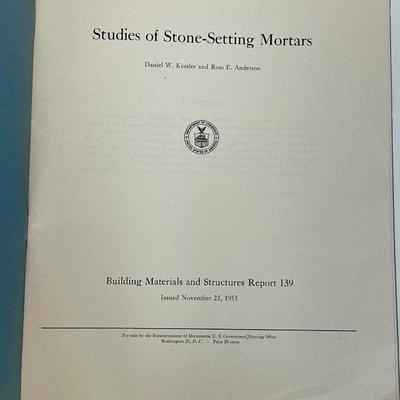 Studies of Stone-Setting Mortars
Daniel W. Kessler and Ross E. Anderson
Building Materials and Structures Report 139
Issued November 23, 1953
For sale by the Superintendent of Documents, U. S. Government Printing Office
Washington 25, D. C. - Price 20 cents